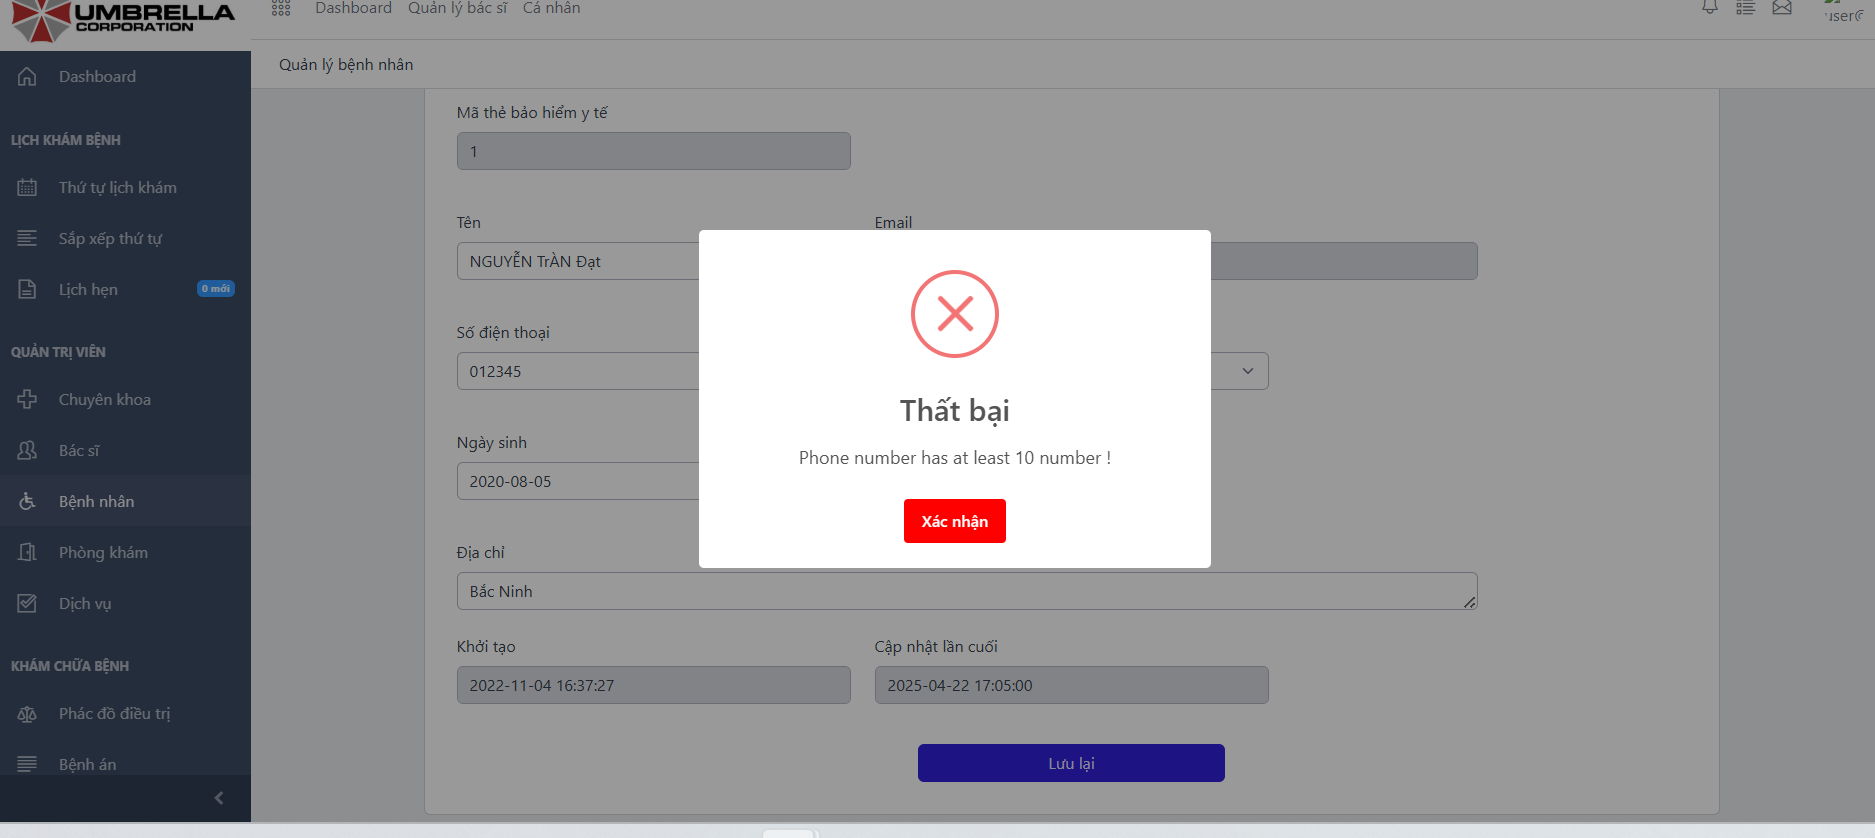 UMBRELLA
CORPORATION
Dashboard Quản lý bác sĩ Cá nhân
user
Quản lý bệnh nhân
Dashboard
LỊCH KHÁM BỆNH
Thứ tự lịch khám
Sắp xếp thứ tự
Lịch hẹn 0 mới
QUẢN TRỊ VIÊN
Chuyên khoa
Bác sĩ
Bệnh nhân
Phòng khám
Dịch vụ
KHÁM CHỮA BỆNH
Phác đồ điều trị
Bệnh án
Mã thẻ bảo hiểm y tế
1
Tên Email
NGUYỄN TrÀN Đạt
Số điện thoại
012345
Ngày sinh
2020-08-05
Địa chỉ
Bắc Ninh
Khởi tạo Cập nhật lần cuối
2022-11-04 16:37:27 2025-04-22 17:05:00
Lưu lại
Thất bại
Phone number has at least 10 number !
Xác nhận